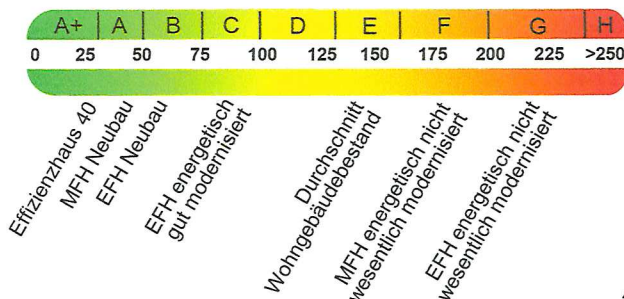 A+ A B C D E F G H
0 25 50 75 100 125 150 175 200 225 >250
Effizienzhaus 40
MFH Neubau
EFH Neubau
EFH energetisch
gut modernisiert
Durchschnitt
Wohngebäudebestand
MFH energetisch nicht
wesentlich modernisiert
EFH energetisch nicht
wesentlich modernisiert